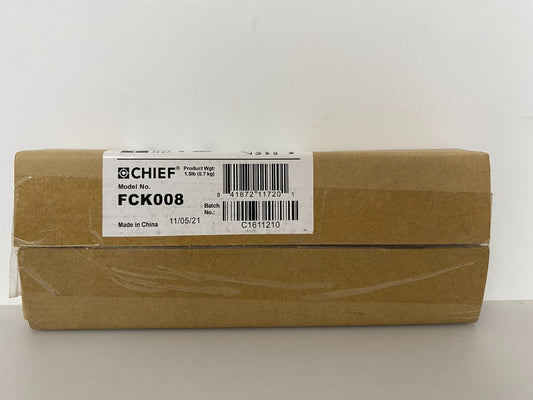 CHIEF®
Product Wgt:
1.5lb (0.7 kg)
Model No.
FCK008
8 41872 11720 1
Batch
No.:
C1611210
Made in China
11/05/21